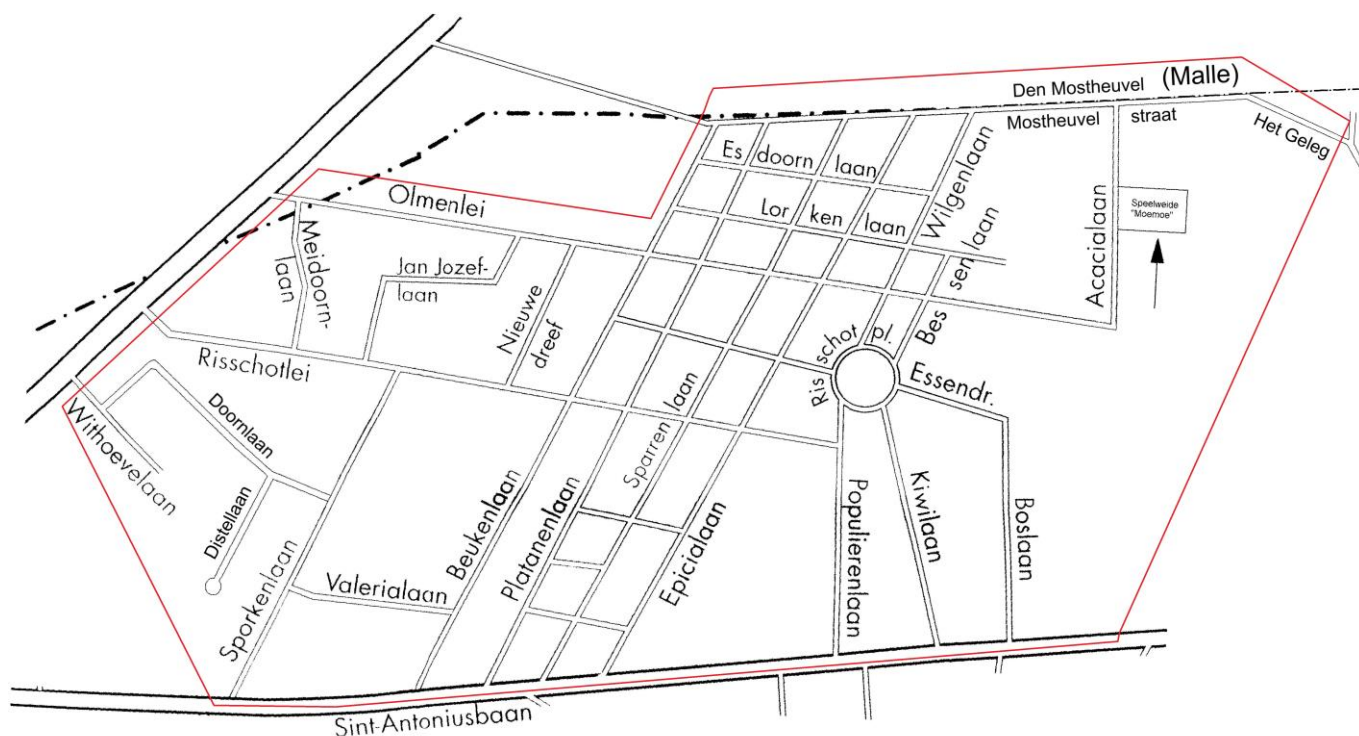 Den Mostheuvel (Malle)
Mostheuvel straat
Het Geleg
Es doorn laan
Lor ken laan
Wilgenlaan
Bes sen laan
Acacialaan
Speelweide
"Moemoe"
Olmenlei
Meidoorn-
laan
Jan Jozef-
laan
Nieuwe
dreef
Risschotlei
Ris schot pl.
Essendr.
Withoevelaan
Doornlaan
Distellaan
Sporkenlaan
Valerialaan
Beukenlaan
Platanenlaan
Sparren laan
Epicialaan
Populierenlaan
Kiwilaan
Boslaan
Sint-Antoniusbaan